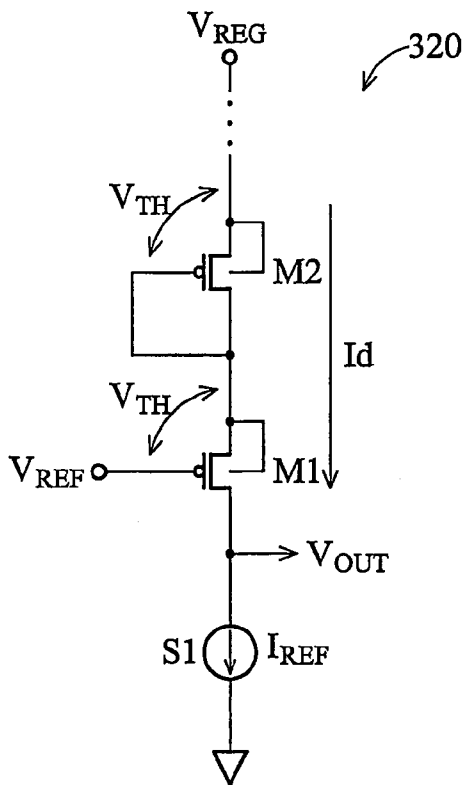 V_REG
320
V_TH
M2
Id
V_TH
V_REF
M1
V_OUT
S1 I_REF